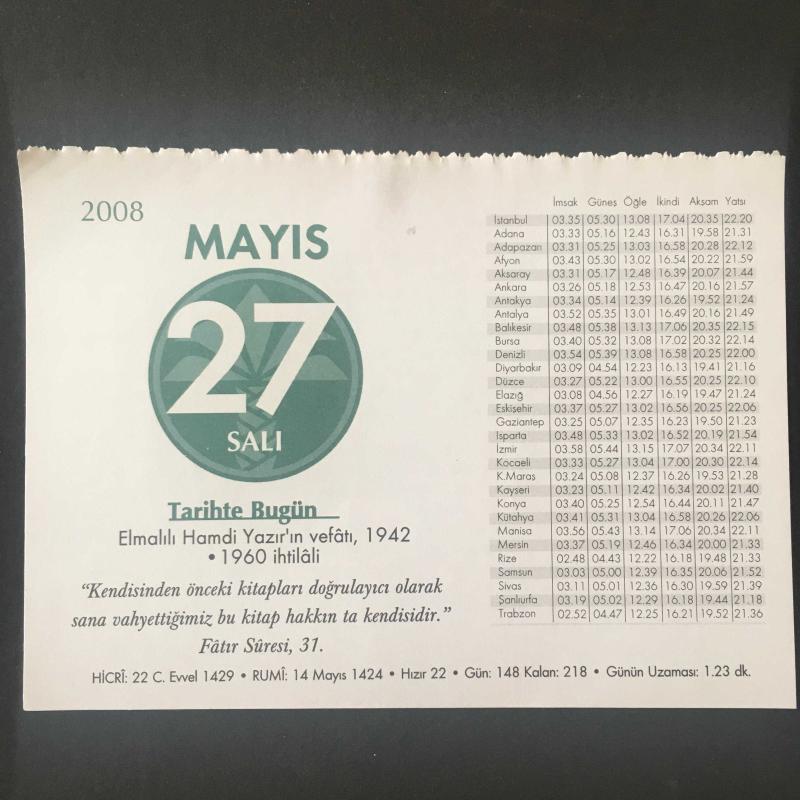 2008
MAYIS
27
SALI
Tarihte Bugün
Elmalılı Hamdi Yazır'ın vefâtı, 1942
• 1960 ihtilâli
“Kendisinden önceki kitapları doğrulayıcı olarak
sana vahyettiğimiz bu kitap hakkın ta kendisidir.”
Fâtır Sûresi, 31.
İmsak Güneş Öğle İkindi Akşam Yatsı
İstanbul 03.35 05.30 13.08 17.04 20.35 22.20
Adana 03.33 05.16 12.43 16.31 19.58 21.31
Adapazarı 03.31 05.25 13.03 16.58 20.28 22.12
Afyon 03.43 05.30 13.02 16.54 20.22 21.59
Aksaray 03.31 05.17 12.48 16.39 20.07 21.44
Ankara 03.26 05.18 12.53 16.47 20.16 21.57
Antakya 03.34 05.14 12.39 16.26 19.52 21.24
Antalya 03.52 05.35 13.01 16.49 20.16 21.49
Balıkesir 03.48 05.38 13.13 17.06 20.35 22.15
Bursa 03.40 05.32 13.08 17.02 20.32 22.14
Denizli 03.54 05.39 13.08 16.58 20.25 22.00
Diyarbakır 03.09 04.54 12.23 16.13 19.41 21.16
Düzce 03.27 05.22 13.00 16.55 20.25 22.10
Elazığ 03.08 04.56 12.27 16.19 19.47 21.24
Eskişehir 03.37 05.27 13.02 16.56 20.25 22.06
Gaziantep 03.25 05.07 12.35 16.23 19.50 21.23
Isparta 03.48 05.33 13.02 16.52 20.19 21.54
İzmir 03.58 05.44 13.15 17.07 20.34 22.11
Kocaeli 03.33 05.27 13.04 17.00 20.30 22.14
K.Maraş 03.24 05.08 12.37 16.26 19.53 21.28
Kayseri 03.23 05.11 12.42 16.34 20.02 21.40
Konya 03.40 05.25 12.54 16.44 20.11 21.47
Kütahya 03.41 05.31 13.04 16.58 20.26 22.06
Manisa 03.56 05.43 13.14 17.06 20.34 22.11
Mersin 03.37 05.19 12.46 16.34 20.00 21.33
Rize 02.48 04.43 12.22 16.18 19.48 21.33
Samsun 03.03 05.00 12.39 16.35 20.06 21.52
Sivas 03.11 05.01 12.36 16.30 19.59 21.39
Şanlıurfa 03.19 05.02 12.29 16.18 19.44 21.18
Trabzon 02.52 04.47 12.25 16.21 19.52 21.36
HİCRÎ: 22 C. Evvel 1429 • RUMÎ: 14 Mayıs 1424 • Hızır 22 • Gün: 148 Kalan: 218 • Günün Uzaması: 1.23 dk.